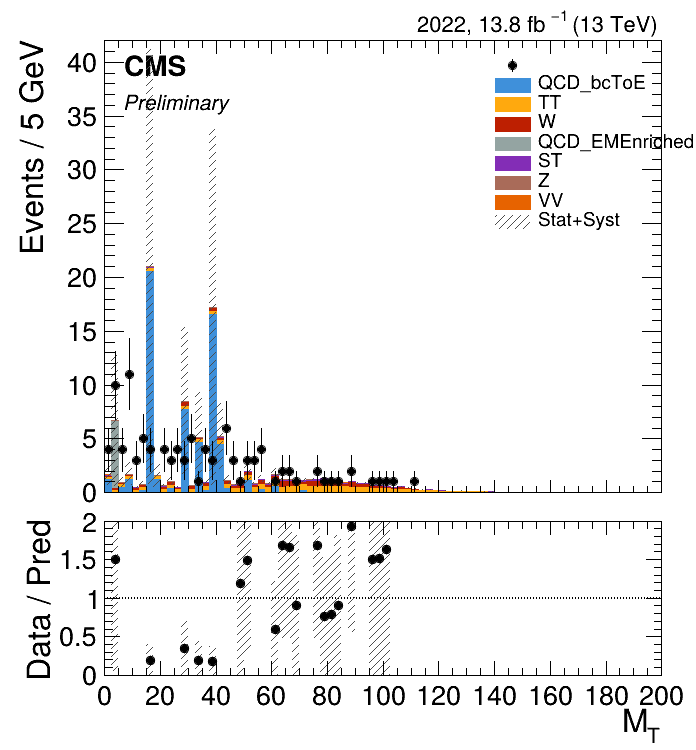 2022, 13.8 fb⁻¹ (13 TeV)
CMS
Preliminary
QCD_bcToE
TT
W
QCD_EMEnriched
ST
Z
VV
Stat+Syst
Events / 5 GeV
40
35
30
25
20
15
10
5
0
Data / Pred
2
1.5
1
0.5
0
0 20 40 60 80 100 120 140 160 180 200
M_T